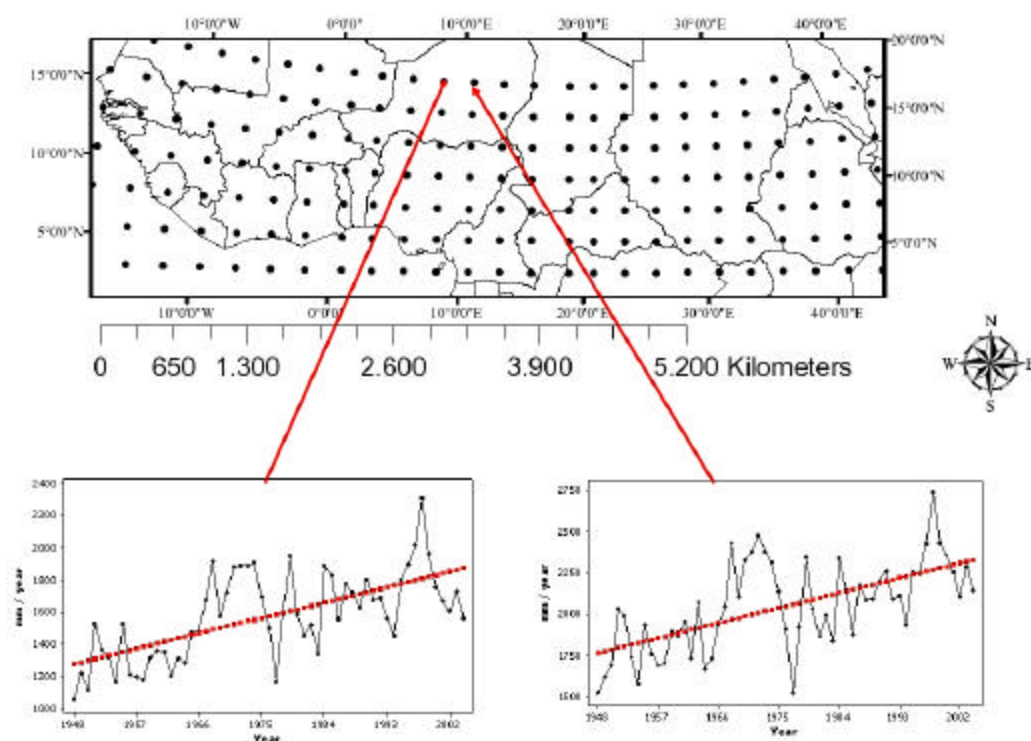 10°0'0"W 0°0'0" 10°0'0"E 20°0'0"E 30°0'0"E 40°0'0"E
20°0'0"N
15°0'0"N
15°0'0"N
10°0'0"N
10°0'0"N
5°0'0"N
5°0'0"N
10°0'0"W 0°0'0" 10°0'0"E 20°0'0"E 30°0'0"E 40°0'0"E
0 650 1.300 2.600 3.900 5.200 Kilometers
N
W E
S
2400
2200
2000
1800
1600
1400
1200
1000
mm / year
1948 1957 1966 1975 1984 1993 2002
Year
2750
2500
2250
2000
1750
1500
mm / year
1948 1957 1966 1975 1984 1993 2002
Year